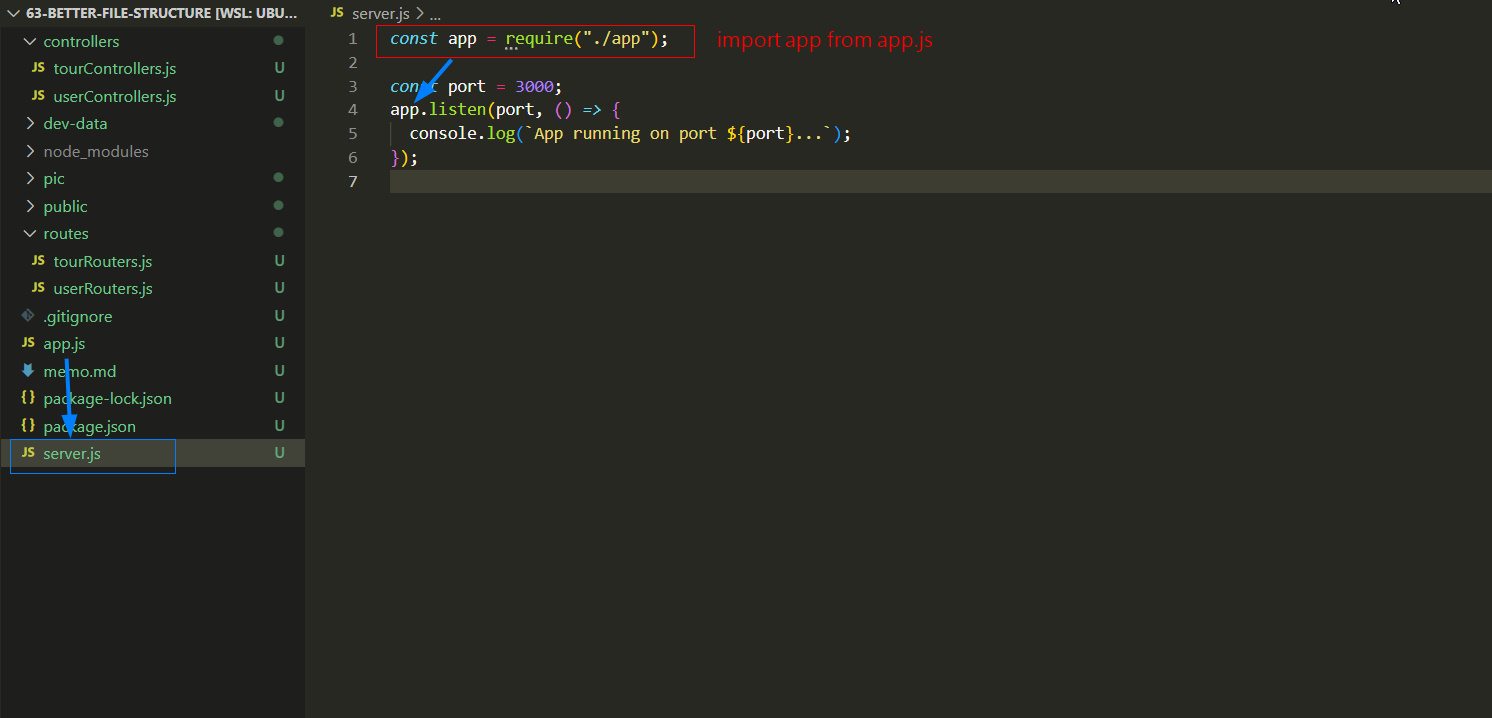 63-BETTER-FILE-STRUCTURE [WSL: UBU...
controllers
JS tourControllers.js U
JS userControllers.js U
dev-data
node_modules
pic
public
routes
JS tourRouters.js U
JS userRouters.js U
.gitignore U
JS app.js U
memo.md U
{} package-lock.json U
{} package.json U
JS server.js U
JS server.js > ...
1 const app = require("./app"); import app from app.js
2
3 const port = 3000;
4 app.listen(port, () => {
5 console.log(`App running on port ${port}...`);
6 });
7